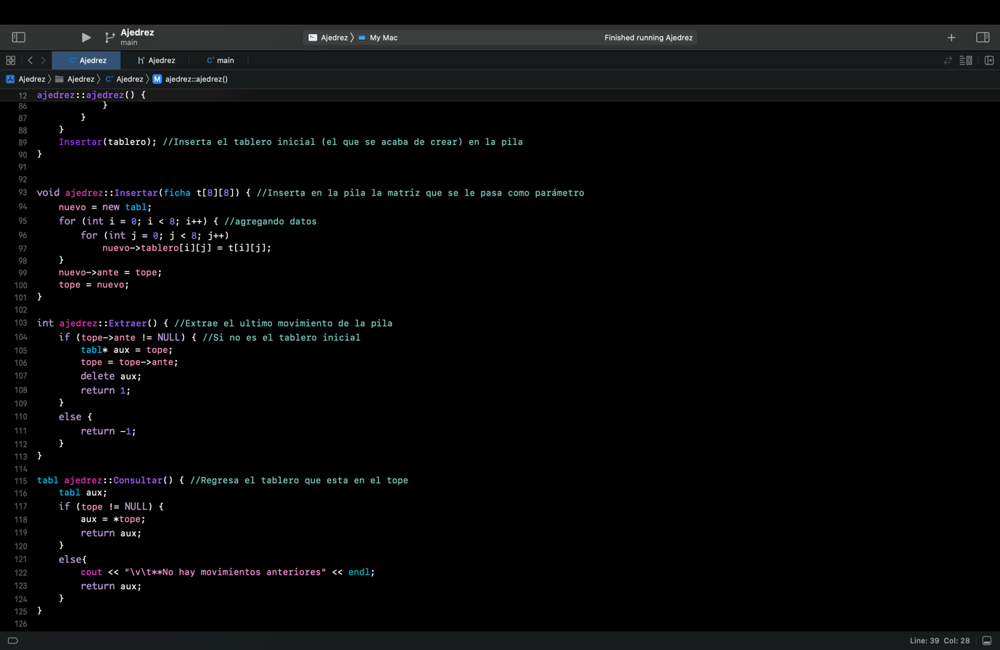 Ajedrez
main
Ajedrez 〉 My Mac
Finished running Ajedrez
C+ Ajedrez
h+ Ajedrez
C+ main
Ajedrez 〉 Ajedrez 〉 C+ Ajedrez 〉 M ajedrez::ajedrez()
12 ajedrez::ajedrez() {
86             }
87         }
88     }
89     Insertar(tablero); //Inserta el tablero inicial (el que se acaba de crear) en la pila
90 }
91
92
93 void ajedrez::Insertar(ficha t[8][8]) { //Inserta en la pila la matriz que se le pasa como parámetro
94     nuevo = new tabl;
95     for (int i = 0; i < 8; i++) { //agregando datos
96         for (int j = 0; j < 8; j++)
97             nuevo->tablero[i][j] = t[i][j];
98     }
99     nuevo->ante = tope;
100     tope = nuevo;
101 }
102
103 int ajedrez::Extraer() { //Extrae el ultimo movimiento de la pila
104     if (tope->ante != NULL) { //Si no es el tablero inicial
105         tabl* aux = tope;
106         tope = tope->ante;
107         delete aux;
108         return 1;
109     }
110     else {
111         return -1;
112     }
113 }
114
115 tabl ajedrez::Consultar() { //Regresa el tablero que esta en el tope
116     tabl aux;
117     if (tope != NULL) {
118         aux = *tope;
119         return aux;
120     }
121     else{
122         cout << "\v\t**No hay movimientos anteriores" << endl;
123         return aux;
124     }
125 }
126
Line: 39 Col: 28